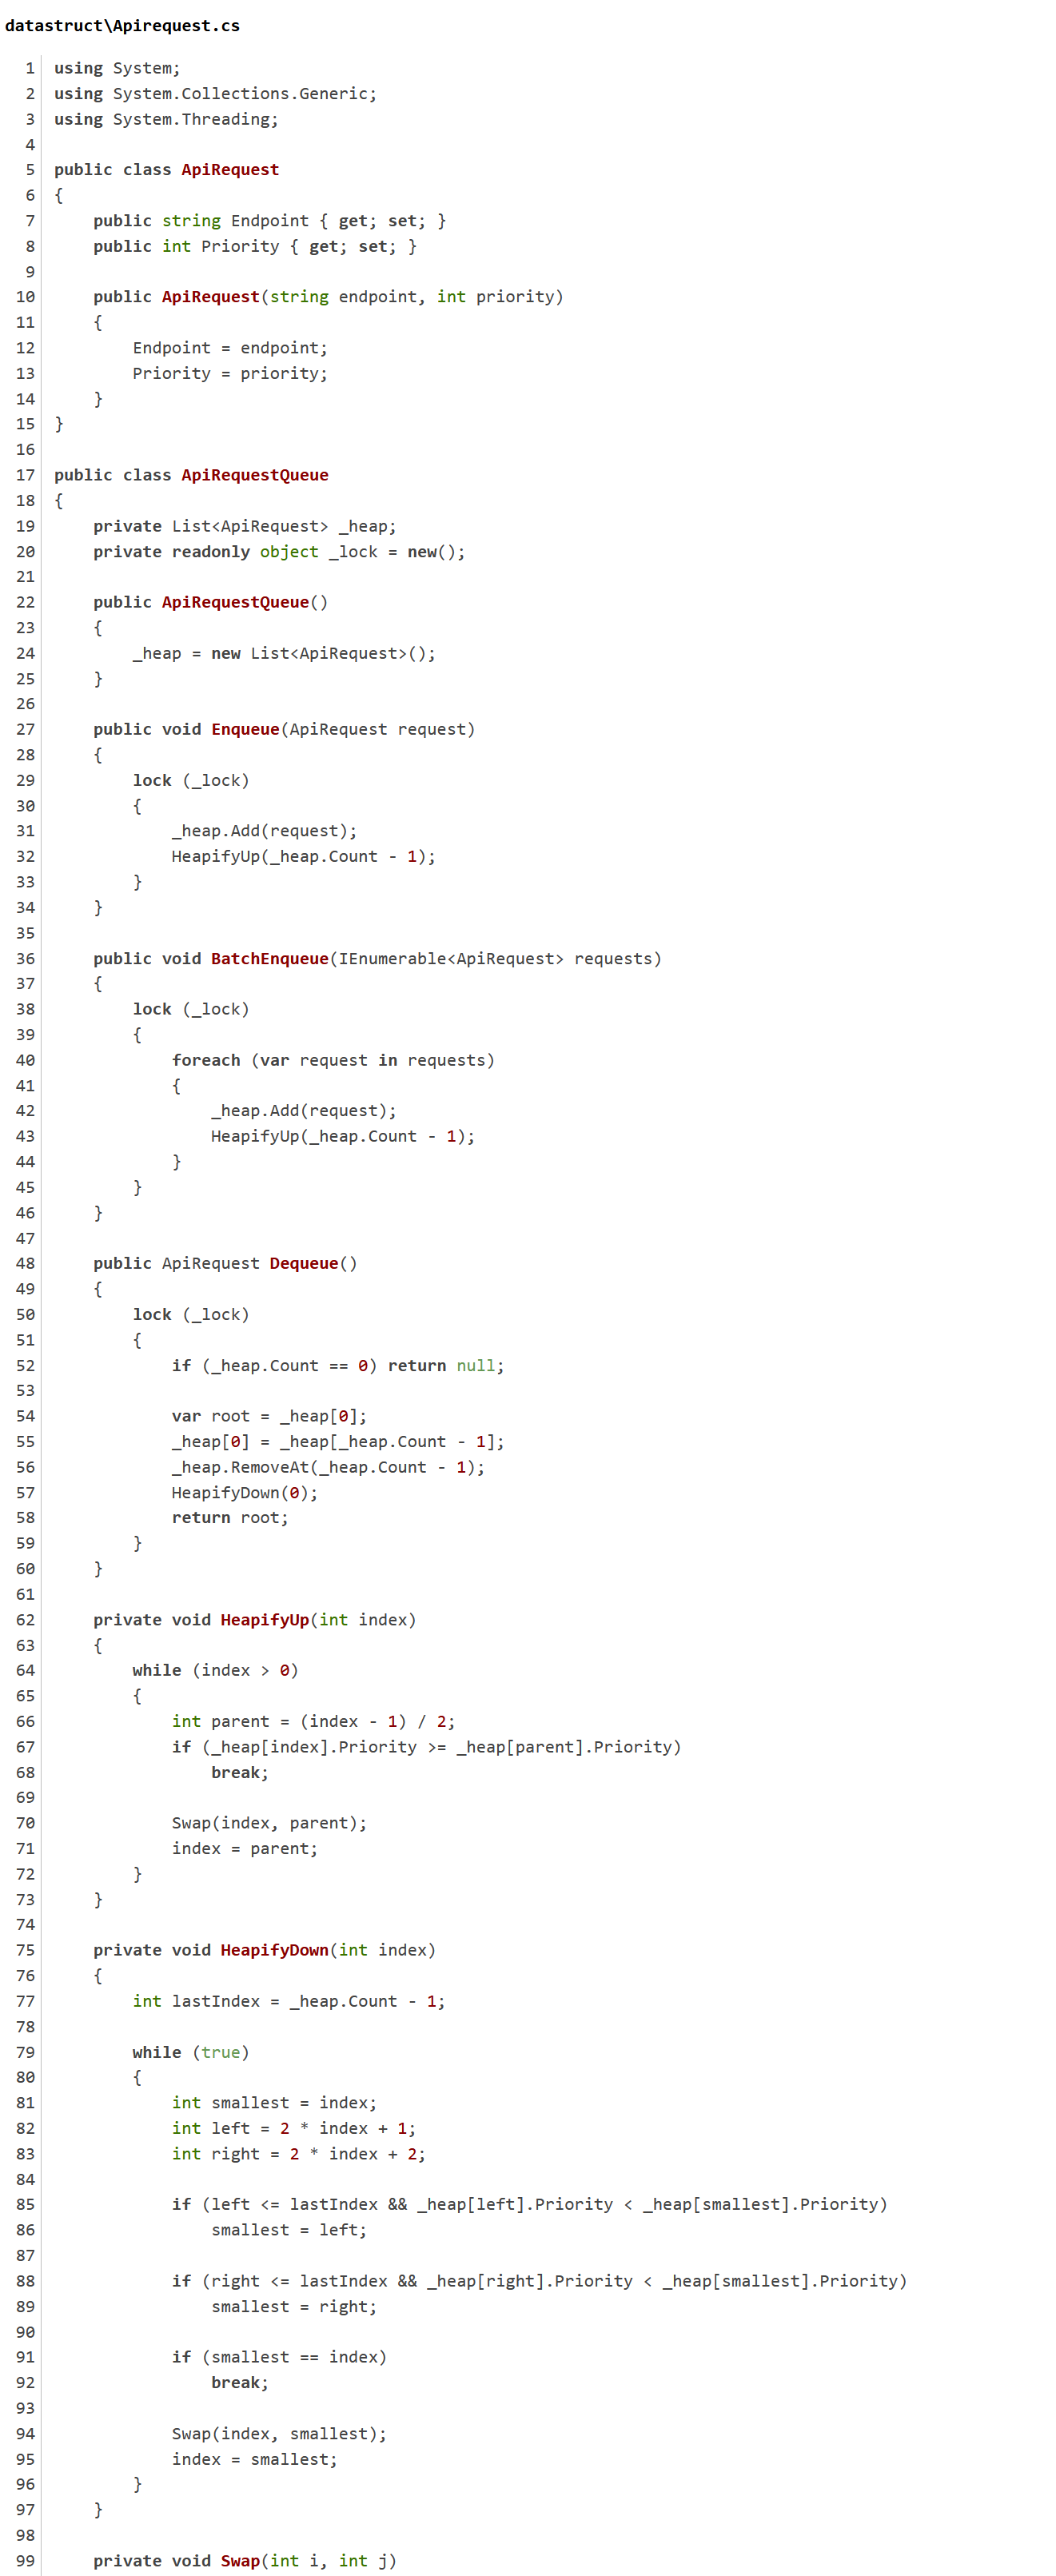 datastruct\Apirequest.cs
1 using System;
2 using System.Collections.Generic;
3 using System.Threading;
4
5 public class ApiRequest
6 {
7     public string Endpoint { get; set; }
8     public int Priority { get; set; }
9
10     public ApiRequest(string endpoint, int priority)
11     {
12         Endpoint = endpoint;
13         Priority = priority;
14     }
15 }
16
17 public class ApiRequestQueue
18 {
19     private List<ApiRequest> _heap;
20     private readonly object _lock = new();
21
22     public ApiRequestQueue()
23     {
24         _heap = new List<ApiRequest>();
25     }
26
27     public void Enqueue(ApiRequest request)
28     {
29         lock (_lock)
30         {
31             _heap.Add(request);
32             HeapifyUp(_heap.Count - 1);
33         }
34     }
35
36     public void BatchEnqueue(IEnumerable<ApiRequest> requests)
37     {
38         lock (_lock)
39         {
40             foreach (var request in requests)
41             {
42                 _heap.Add(request);
43                 HeapifyUp(_heap.Count - 1);
44             }
45         }
46     }
47
48     public ApiRequest Dequeue()
49     {
50         lock (_lock)
51         {
52             if (_heap.Count == 0) return null;
53
54             var root = _heap[0];
55             _heap[0] = _heap[_heap.Count - 1];
56             _heap.RemoveAt(_heap.Count - 1);
57             HeapifyDown(0);
58             return root;
59         }
60     }
61
62     private void HeapifyUp(int index)
63     {
64         while (index > 0)
65         {
66             int parent = (index - 1) / 2;
67             if (_heap[index].Priority >= _heap[parent].Priority)
68                 break;
69
70             Swap(index, parent);
71             index = parent;
72         }
73     }
74
75     private void HeapifyDown(int index)
76     {
77         int lastIndex = _heap.Count - 1;
78
79         while (true)
80         {
81             int smallest = index;
82             int left = 2 * index + 1;
83             int right = 2 * index + 2;
84
85             if (left <= lastIndex && _heap[left].Priority < _heap[smallest].Priority)
86                 smallest = left;
87
88             if (right <= lastIndex && _heap[right].Priority < _heap[smallest].Priority)
89                 smallest = right;
90
91             if (smallest == index)
92                 break;
93
94             Swap(index, smallest);
95             index = smallest;
96         }
97     }
98
99     private void Swap(int i, int j)